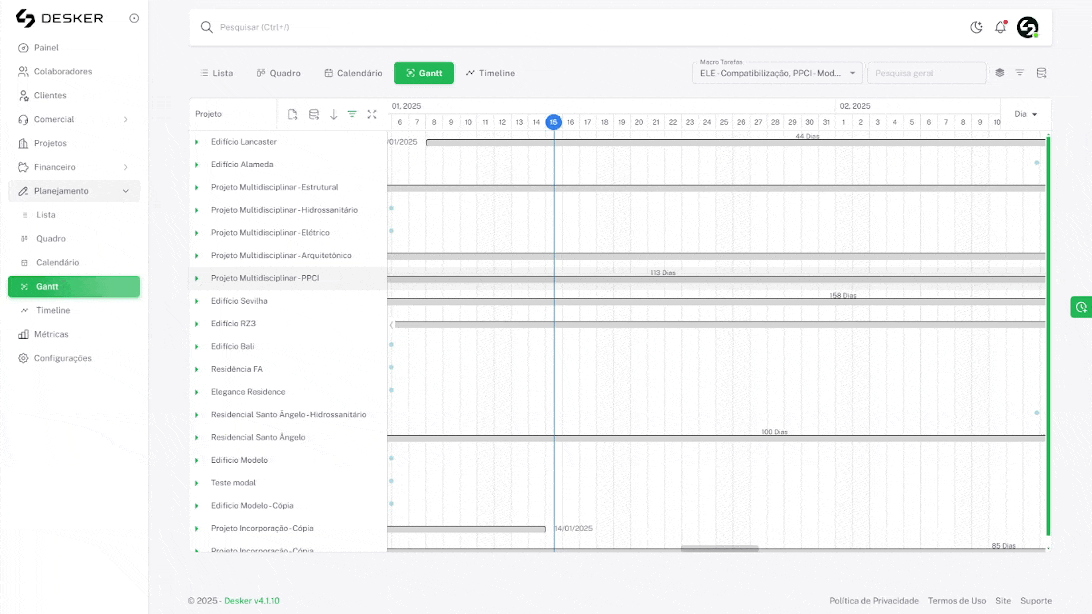 DESKER
Pesquisar (Ctrl+/)
Painel
Colaboradores
Clientes
Comercial
Projetos
Financeiro
Planejamento
Lista
Quadro
Calendário
Gantt
Timeline
Métricas
Configurações
Lista Quadro Calendário Gantt Timeline
Macro Tarefas
ELE - Compatibilização, PPCI - Mod...
Pesquisa geral
Projeto
01, 2025 02, 2025
Dia
6 7 8 9 10 11 12 13 14 15 16 17 18 19 20 21 22 23 24 25 26 27 28 29 30 31 1 2 3 4 5 6 7 8 9 10
Edifício Lancaster /01/2025 44 Dias
Edifício Alameda
Projeto Multidisciplinar - Estrutural
Projeto Multidisciplinar - Hidrossanitário
Projeto Multidisciplinar - Elétrico
Projeto Multidisciplinar - Arquitetônico
Projeto Multidisciplinar - PPCI 113 Dias
Edifício Sevilha 158 Dias
Edifício RZ3
Edifício Bali
Residência FA
Elegance Residence
Residencial Santo Ângelo - Hidrossanitário
Residencial Santo Ângelo 100 Dias
Edifício Modelo
Teste modal
Edifício Modelo - Cópia
Projeto Incorporação - Cópia 14/01/2025
Projeto Incorporação - Cópia 85 Dias
© 2025 - Desker v4.1.10
Política de Privacidade Termos de Uso Site Suporte